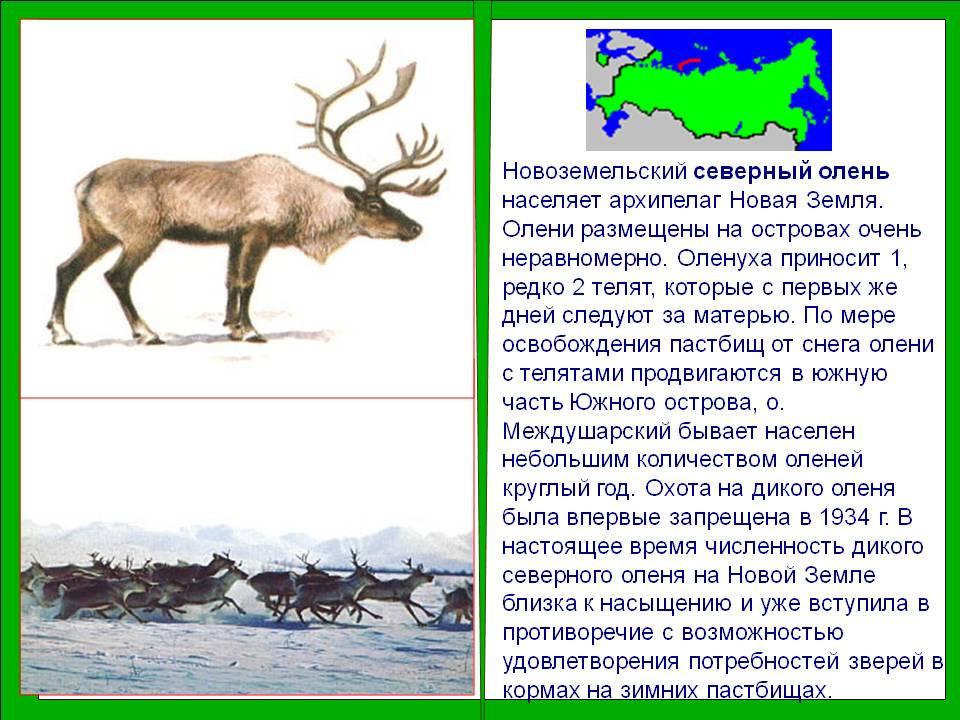 Новоземельский северный олень
населяет архипелаг Новая Земля.
Олени размещены на островах очень
неравномерно. Оленуха приносит 1,
редко 2 телят, которые с первых же
дней следуют за матерью. По мере
освобождения пастбищ от снега олени
с телятами продвигаются в южную
часть Южного острова, о.
Междушарский бывает населен
небольшим количеством оленей
круглый год. Охота на дикого оленя
была впервые запрещена в 1934 г. В
настоящее время численность дикого
северного оленя на Новой Земле
близка к насыщению и уже вступила в
противоречие с возможностью
удовлетворения потребностей зверей в
кормах на зимних пастбищах.